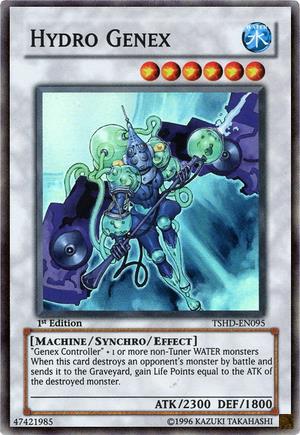 HYDRO GENEX
WATER
水
1st Edition
TSHD-EN095
[MACHINE/SYNCHRO/EFFECT]
"Genex Controller" + 1 or more non-Tuner WATER monsters
When this card destroys an opponent's monster by battle and
sends it to the Graveyard, gain Life Points equal to the ATK of
the destroyed monster.
ATK/2300 DEF/1800
47421985
©1996 KAZUKI TAKAHASHI